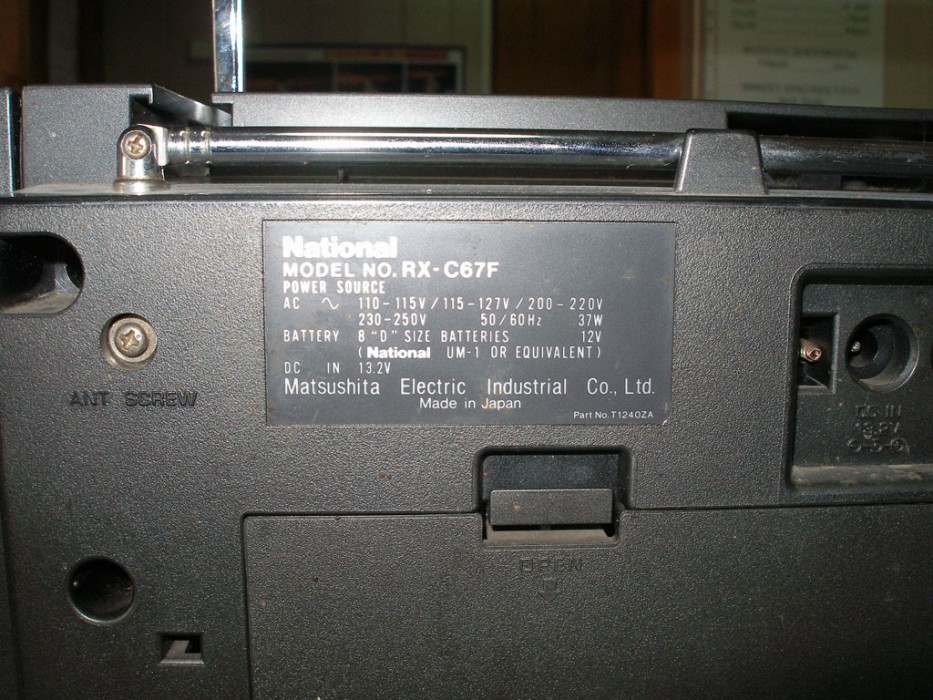 National
MODEL NO. RX-C67F
POWER SOURCE
AC ∿ 110-115V/115-127V/200-220V
230-250V 50/60Hz 37W
BATTERY 8 "D" SIZE BATTERIES 12V
(National UM-1 OR EQUIVALENT)
DC IN 13.2V
Matsushita Electric Industrial Co., Ltd.
Made in Japan
Part No. T1240ZA
ANT SCREW
DC IN
13.2V
OPEN